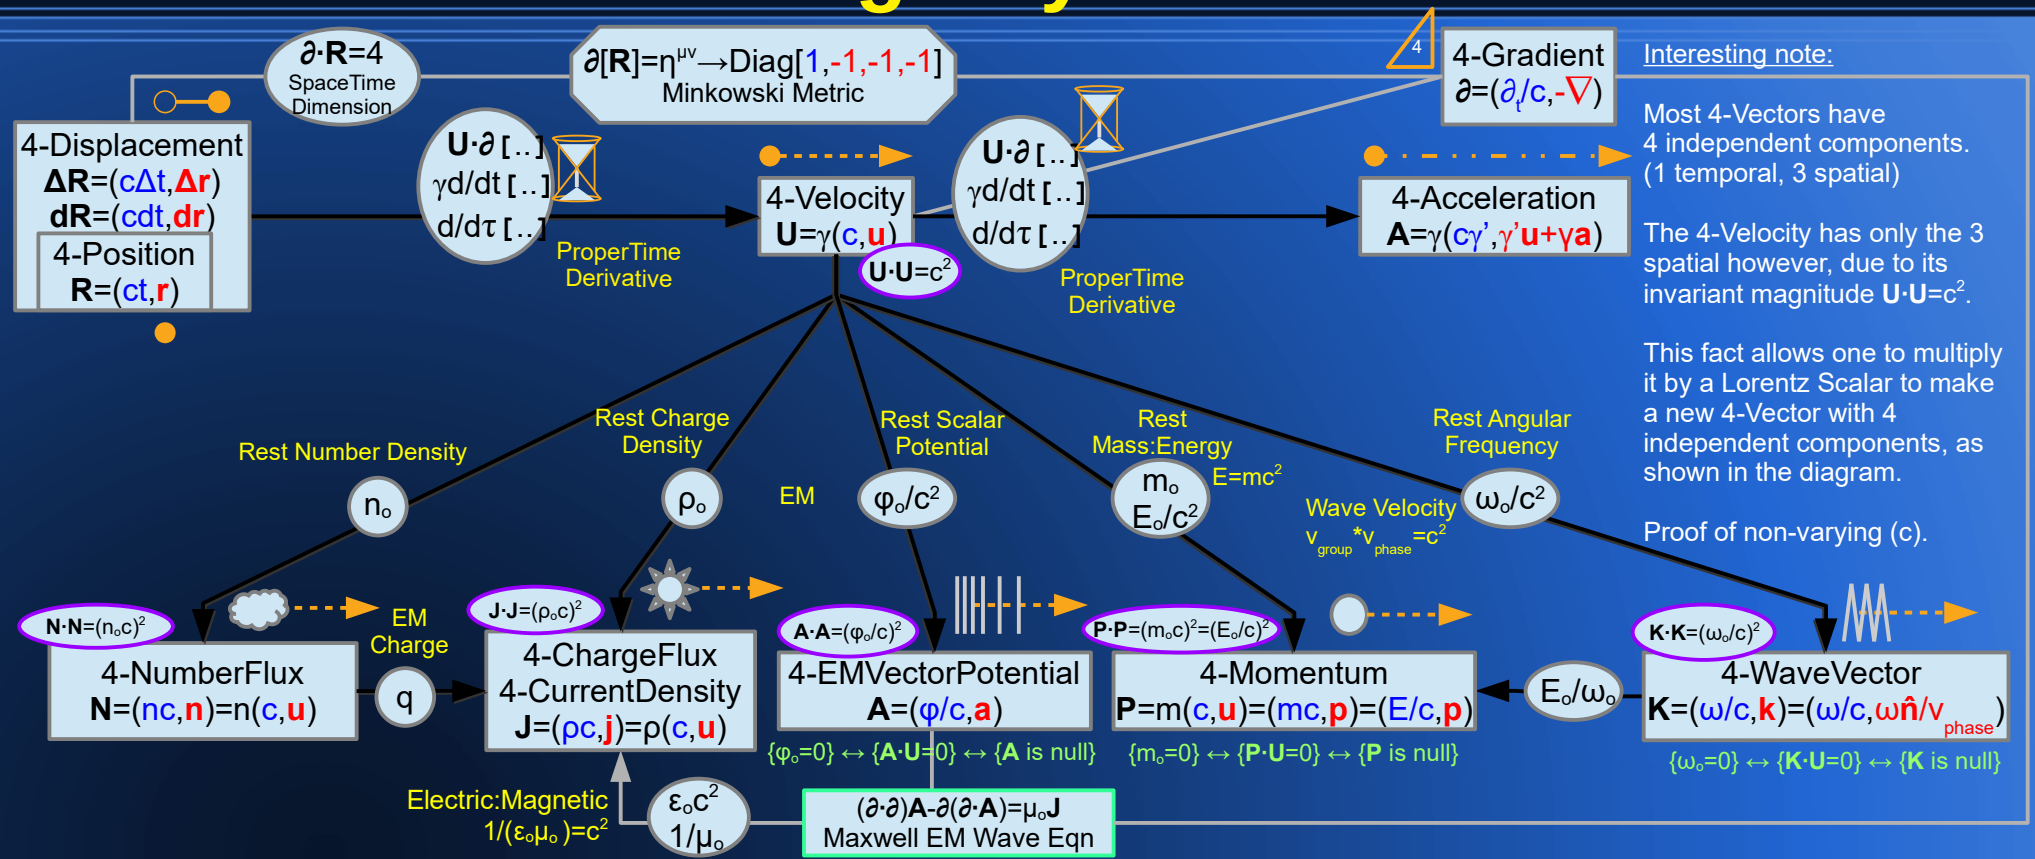 ∂·R=4
SpaceTime
Dimension
∂[R]=η^μν→Diag[1,-1,-1,-1]
Minkowski Metric
4
4-Gradient
∂=(∂ₜ/c,-∇)
4-Displacement
ΔR=(cΔt,Δr)
dR=(cdt,dr)
4-Position
R=(ct,r)
U·∂[..]
γd/dt[..]
d/dτ[..]
ProperTime
Derivative
4-Velocity
U=γ(c,u)
U·U=c²
U·∂[..]
γd/dt[..]
d/dτ[..]
ProperTime
Derivative
4-Acceleration
A=γ(cγ',γ'u+γa)
Interesting note:
Most 4-Vectors have
4 independent components.
(1 temporal, 3 spatial)
The 4-Velocity has only the 3
spatial however, due to its
invariant magnitude U·U=c².
This fact allows one to multiply
it by a Lorentz Scalar to make
a new 4-Vector with 4
independent components, as
shown in the diagram.
Proof of non-varying (c).
Rest Number Density
nₒ
Rest Charge
Density
ρₒ
EM
Rest Scalar
Potential
φₒ/c²
Rest
Mass:Energy
mₒ
Eₒ/c²
E=mc²
Wave Velocity
v_group*v_phase=c²
Rest Angular
Frequency
ωₒ/c²
N·N=(nₒc)²
4-NumberFlux
N=(nc,n)=n(c,u)
EM
Charge
q
J·J=(ρₒc)²
4-ChargeFlux
4-CurrentDensity
J=(ρc,j)=ρ(c,u)
A·A=(φₒ/c)²
4-EMVectorPotential
A=(φ/c,a)
{φₒ=0} ↔ {A·U=0} ↔ {A is null}
P·P=(mₒc)²=(Eₒ/c)²
4-Momentum
P=m(c,u)=(mc,p)=(E/c,p)
{mₒ=0} ↔ {P·U=0} ↔ {P is null}
Eₒ/ωₒ
K·K=(ωₒ/c)²
4-WaveVector
K=(ω/c,k)=(ω/c,ωn̂/v_phase)
{ωₒ=0} ↔ {K·U=0} ↔ {K is null}
Electric:Magnetic
1/(εₒμₒ)=c²
εₒc²
1/μₒ
(∂·∂)A-∂(∂·A)=μₒJ
Maxwell EM Wave Eqn